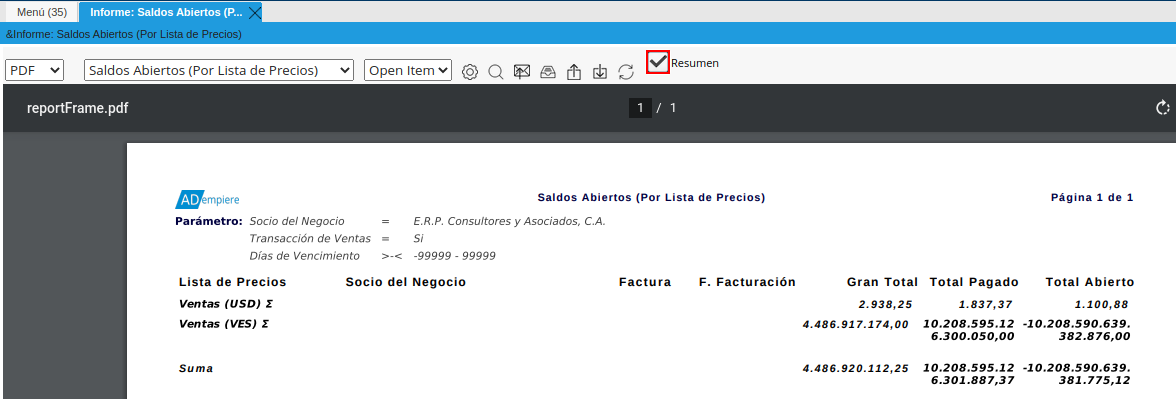 Menú (35) Informe: Saldos Abiertos (P...
&Informe: Saldos Abiertos (Por Lista de Precios)
PDF Saldos Abiertos (Por Lista de Precios) Open Item Resumen
reportFrame.pdf 1 / 1
ADempiere Saldos Abiertos (Por Lista de Precios) Página 1 de 1
Parámetro: Socio del Negocio = E.R.P. Consultores y Asociados, C.A.
Transacción de Ventas = Si
Días de Vencimiento >-< -99999 - 99999
Lista de Precios Socio del Negocio Factura F. Facturación Gran Total Total Pagado Total Abierto
Ventas (USD) Σ 2.938,25 1.837,37 1.100,88
Ventas (VES) Σ 4.486.917.174,00 10.208.595.12 -10.208.590.639.
6.300.050,00 382.876,00
Suma 4.486.920.112,25 10.208.595.12 -10.208.590.639.
6.301.887,37 381.775,12